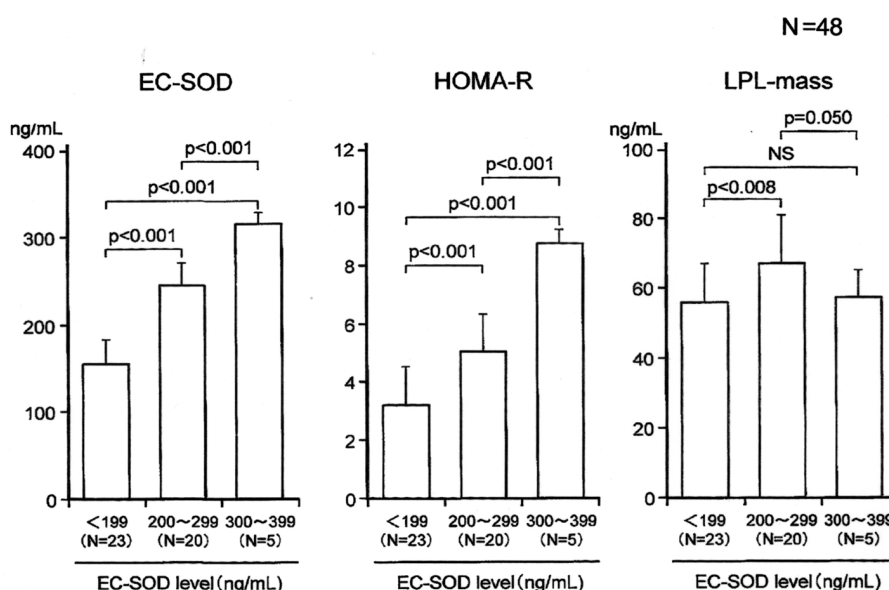 N=48
EC-SOD
ng/mL
400
300
200
100
0
p<0.001
p<0.001
p<0.001
<199
(N=23)
200~299
(N=20)
300~399
(N=5)
EC-SOD level(ng/mL)
HOMA-R
12
10
8
6
4
2
0
p<0.001
p<0.001
p<0.001
<199
(N=23)
200~299
(N=20)
300~399
(N=5)
EC-SOD level(ng/mL)
LPL-mass
ng/mL
100
80
60
40
20
0
p=0.050
NS
p<0.008
<199
(N=23)
200~299
(N=20)
300~399
(N=5)
EC-SOD level(ng/mL)